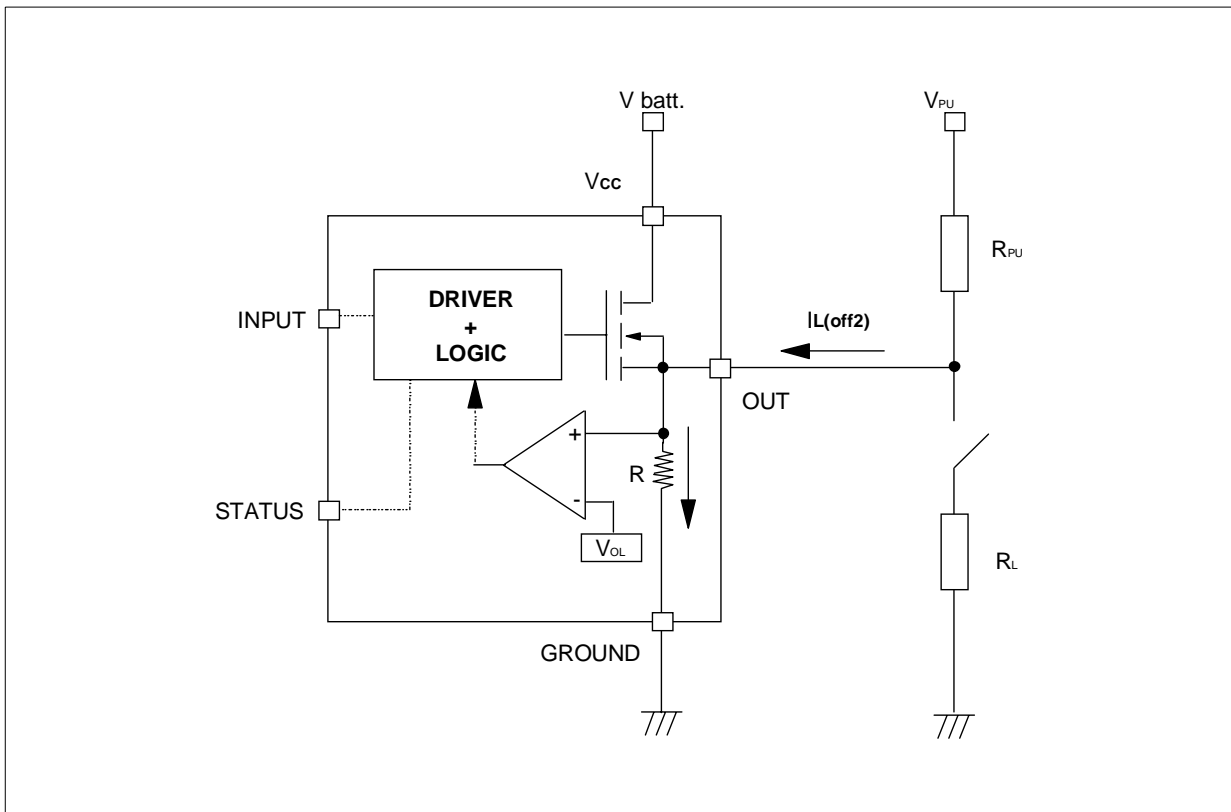 V batt.
VPU
Vcc
RPU
DRIVER
+
LOGIC
INPUT
IL(off2)
OUT
+
R
-
STATUS
VOL
RL
GROUND